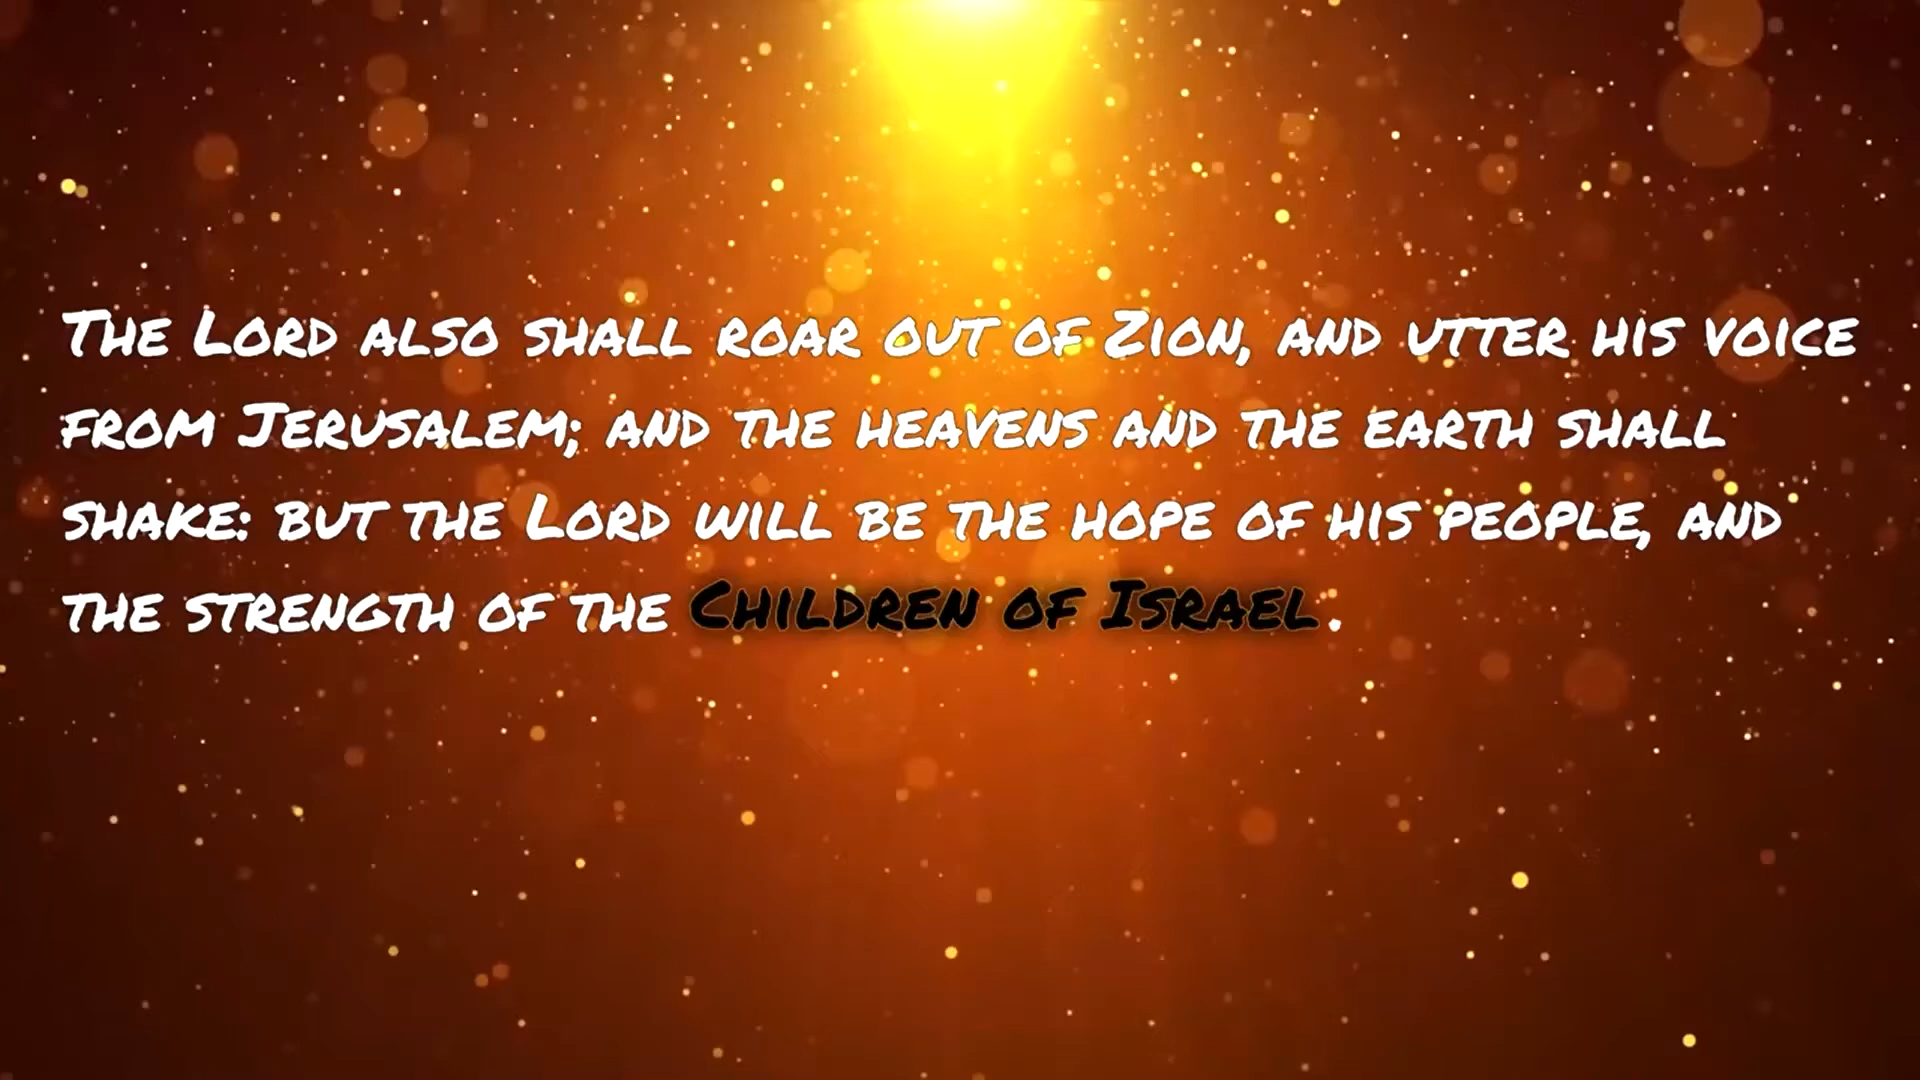 The Lord also shall roar out of Zion, and utter his voice
from Jerusalem; and the heavens and the earth shall
shake: but the Lord will be the hope of his people, and
the strength of the Children of Israel.